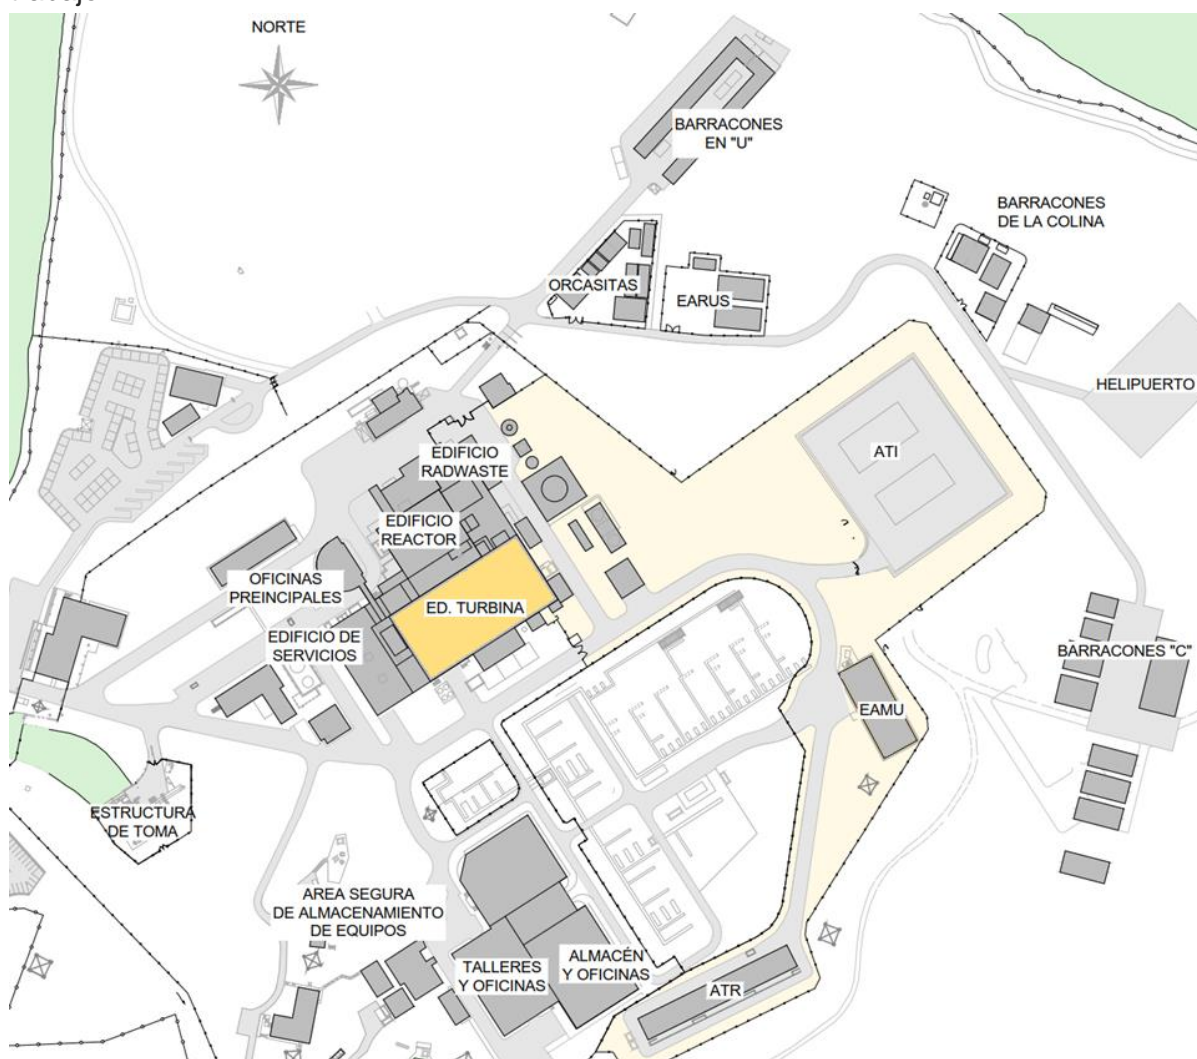 NORTE
BARRACONES
EN "U"
BARRACONES
DE LA COLINA
ORCASITAS
EARUS
HELIPUERTO
ATI
EDIFICIO
RADWASTE
EDIFICIO
REACTOR
OFICINAS
PREINCIPALES
ED. TURBINA
EDIFICIO DE
SERVICIOS
BARRACONES "C"
EAMU
ESTRUCTURA
DE TOMA
AREA SEGURA
DE ALMACENAMIENTO
DE EQUIPOS
TALLERES
Y OFICINAS
ALMACÉN
Y OFICINAS
ATR